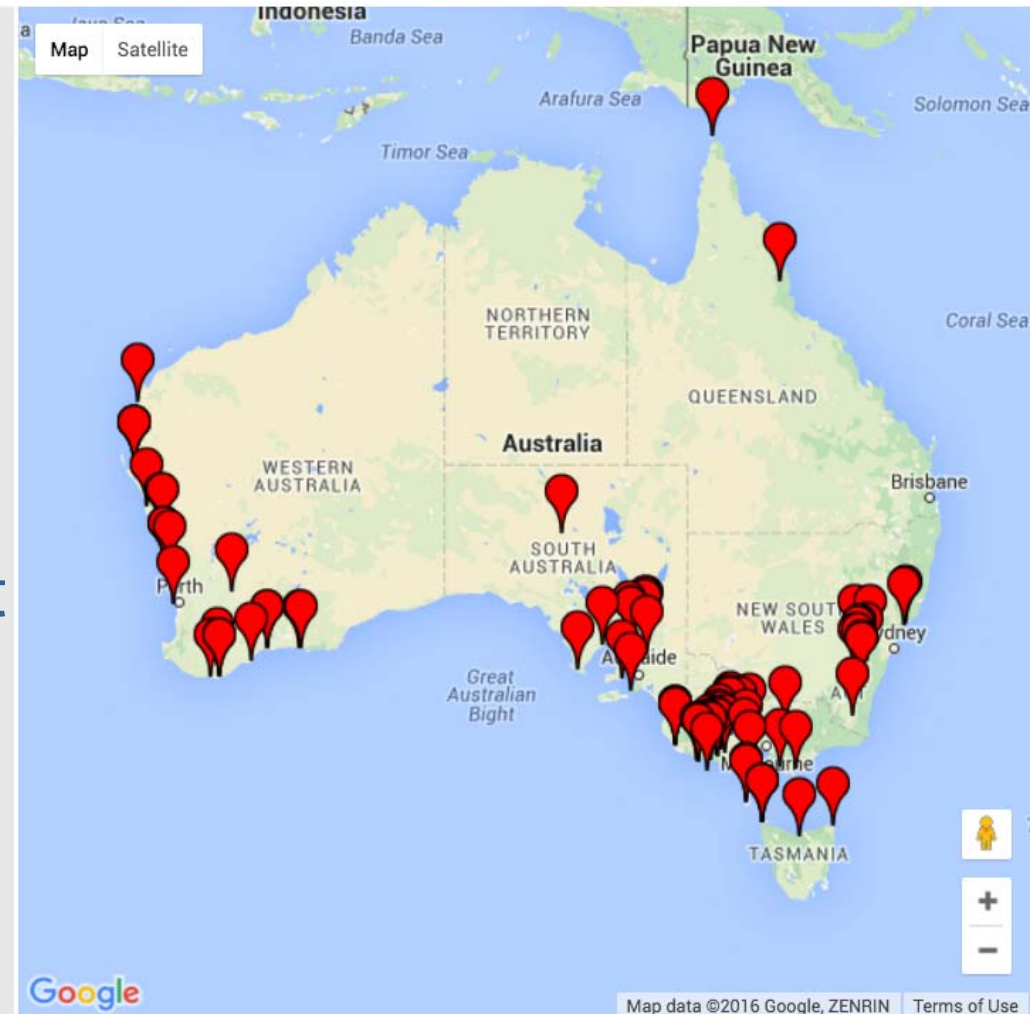 Indonesia
Java Sea
Banda Sea
Map Satellite
Papua New
Guinea
Arafura Sea
Solomon Sea
Timor Sea
NORTHERN
TERRITORY
Coral Sea
QUEENSLAND
Australia
WESTERN
AUSTRALIA
Brisbane
SOUTH
AUSTRALIA
Perth
NEW SOUTH
WALES
Sydney
Adelaide
Great
Australian
Bight
Melbourne
TASMANIA
+
−
Google
Map data ©2016 Google, ZENRIN Terms of Use